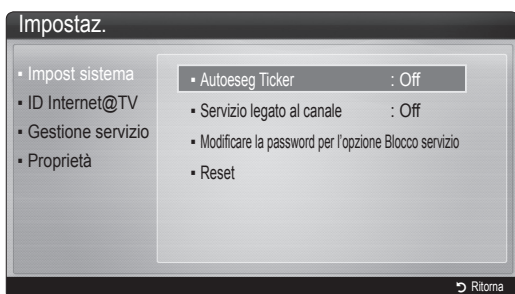 Impostaz.
▪ Impost sistema
▪ ID Internet@TV
▪ Gestione servizio
▪ Proprietà
▪ Autoeseg Ticker : Off
▪ Servizio legato al canale : Off
▪ Modificare la password per l'opzione Blocco servizio
▪ Reset
Ritorna